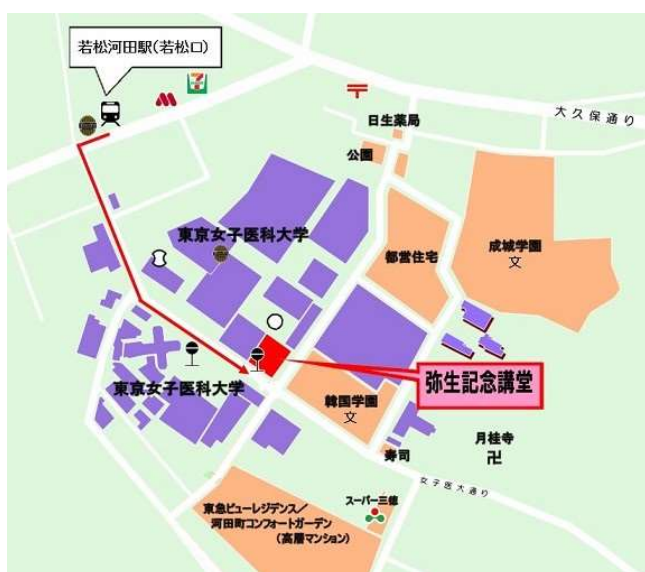 若松河田駅(若松口)
大久保通り
日生薬局
公園
東京女子医科大学
都営住宅
成城学園
文
弥生記念講堂
東京女子医科大学
韓国学園
文
月桂寺
卍
寿司
女子医大通り
スーパー三徳
東急ビューレジデンス/
河田町コンフォートガーデン
(高層マンション)